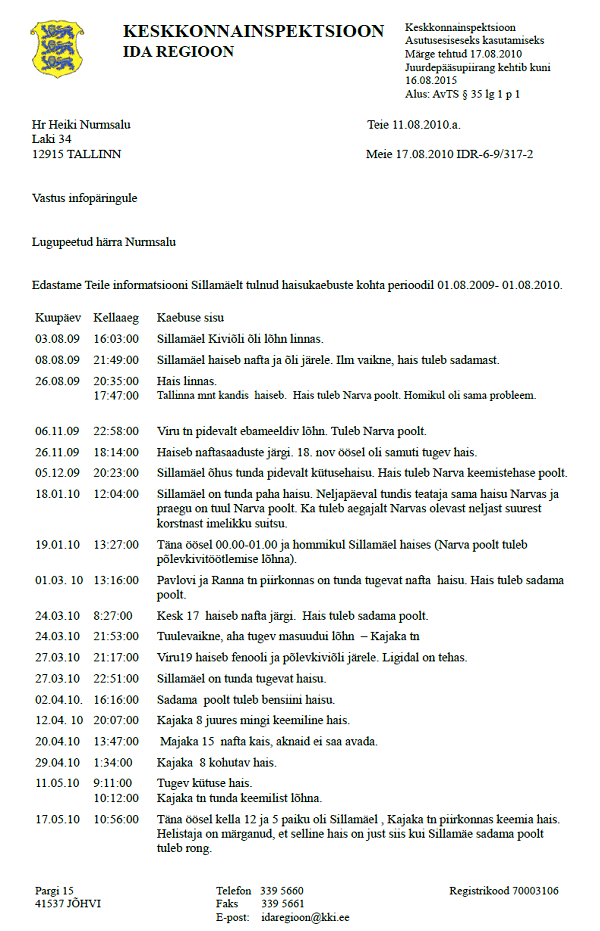 KESKKONNAINSPEKTSIOON
IDA REGIOON
Keskkonnainspektsioon
Asutusesiseseks kasutamiseks
Märge tehtud 17.08.2010
Juurdepääsupiirang kehtib kuni
16.08.2015
Alus: AvTS § 35 lg 1 p 1
Hr Heiki Nurmsalu
Laki 34
12915 TALLINN
Teie 11.08.2010.a.
Meie 17.08.2010 IDR-6-9/317-2
Vastus infopäringule
Lugupeetud härra Nurmsalu
Edastame Teile informatsiooni Sillamäelt tulnud haisukaebuste kohta perioodil 01.08.2009- 01.08.2010.
Kuupäev Kellaaeg Kaebuse sisu
03.08.09 16:03:00 Sillamäel Kiviõli õli lõhn linnas.
08.08.09 21:49:00 Sillamäel haiseb nafta ja õli järele. Ilm vaikne, hais tuleb sadamast.
26.08.09 20:35:00 Hais linnas.
17:47:00 Tallinna mnt kandis haiseb. Hais tuleb Narva poolt. Homikul oli sama probleem.
06.11.09 22:58:00 Viru tn pidevalt ebameeldiv lõhn. Tuleb Narva poolt.
26.11.09 18:14:00 Haiseb naftasaaduste järgi. 18. nov öösel oli samuti tugev hais.
05.12.09 20:23:00 Sillamäel õhus tunda pidevalt kütusehaisu. Hais tuleb Narva keemistehase poolt.
18.01.10 12:04:00 Sillamäel on tunda paha haisu. Neljapäeval tundis teataja sama haisu Narvas ja
praegu on tuul Narva poolt. Ka tuleb aegajalt Narvas olevast neljast suurest
korstnast imelikku suitsu.
19.01.10 13:27:00 Täna öösel 00.00-01.00 ja hommikul Sillamäel haises (Narva poolt tuleb
põlevkivitöötlemise lõhna).
01.03. 10 13:16:00 Pavlovi ja Ranna tn piirkonnas on tunda tugevat nafta haisu. Hais tuleb sadama
poolt.
24.03.10 8:27:00 Kesk 17 haiseb nafta järgi. Hais tuleb sadama poolt.
24.03.10 21:53:00 Tuulevaikne, aha tugev masuudui lõhn – Kajaka tn
27.03.10 21:17:00 Viru19 haiseb fenooli ja põlevkiviõli järele. Ligidal on tehas.
27.03.10 22:51:00 Sillamäel on tunda tugevat haisu.
02.04.10. 16:16:00 Sadama poolt tuleb bensiini haisu.
12.04. 10 20:07:00 Kajaka 8 juures mingi keemiline hais.
20.04.10 13:47:00 Majaka 15 nafta kais, aknaid ei saa avada.
29.04.10 1:34:00 Kajaka 8 kohutav hais.
11.05.10 9:11:00 Tugev kütuse hais.
10:12:00 Kajaka tn tunda keemilist lõhna.
17.05.10 10:56:00 Täna öösel kella 12 ja 5 paiku oli Sillamäel , Kajaka tn piirkonnas keemia hais.
Helistaja on märganud, et selline hais on just siis kui Sillamäe sadama poolt
tuleb rong.
Pargi 15
41537 JÕHVI
Telefon 339 5660
Faks 339 5661
E-post: idaregioon@kki.ee
Registrikood 70003106